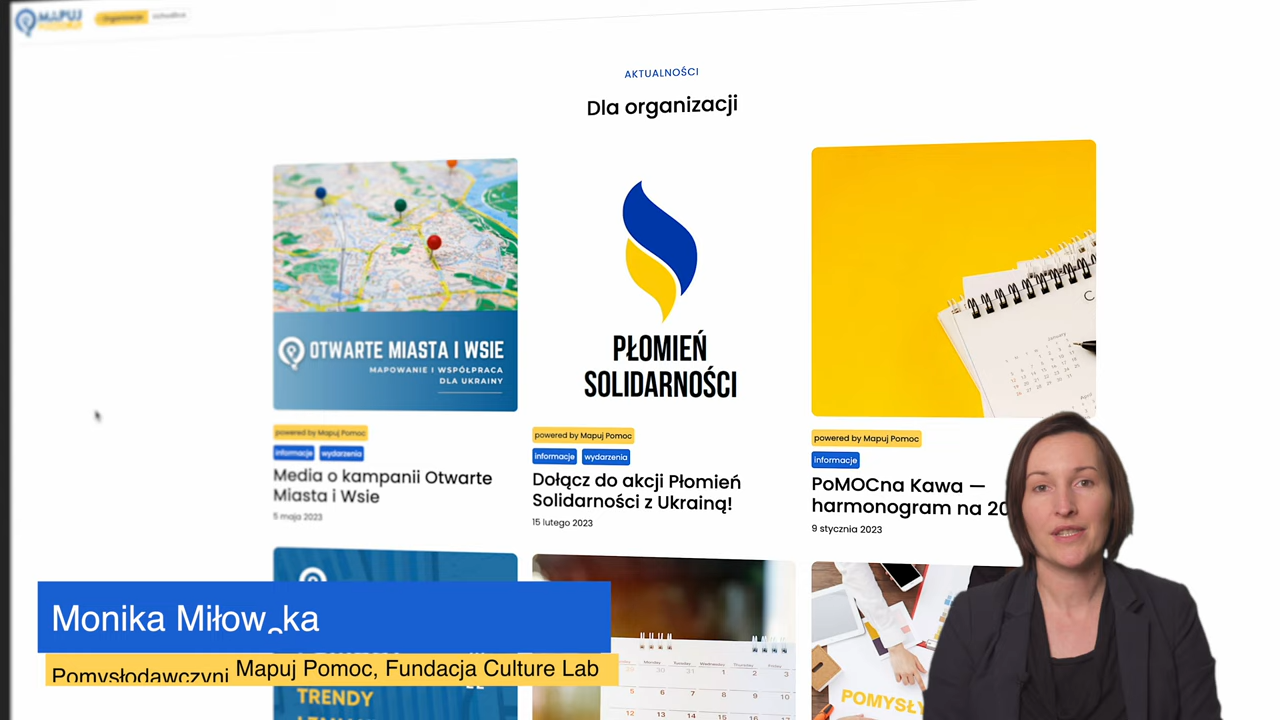 MAPUJ
Organizacje
AKTUALNOŚCI
Dla organizacji
OTWARTE MIASTA I WSIE
MAPOWANIE I WSPÓŁPRACA
DLA UKRAINY
PŁOMIEŃ
SOLIDARNOŚCI
powered by Mapuj Pomoc
informacje wydarzenia
Media o kampanii Otwarte
Miasta i Wsie
5 maja 2023
powered by Mapuj Pomoc
informacje wydarzenia
Dołącz do akcji Płomień
Solidarności z Ukrainą!
15 lutego 2023
powered by Mapuj Pomoc
informacje
PoMOCna Kawa —
harmonogram na 20
9 stycznia 2023
Monika Miłow ka
Pomysłodawczyni Mapuj Pomoc, Fundacja Culture Lab
TRENDY
POMYSŁY